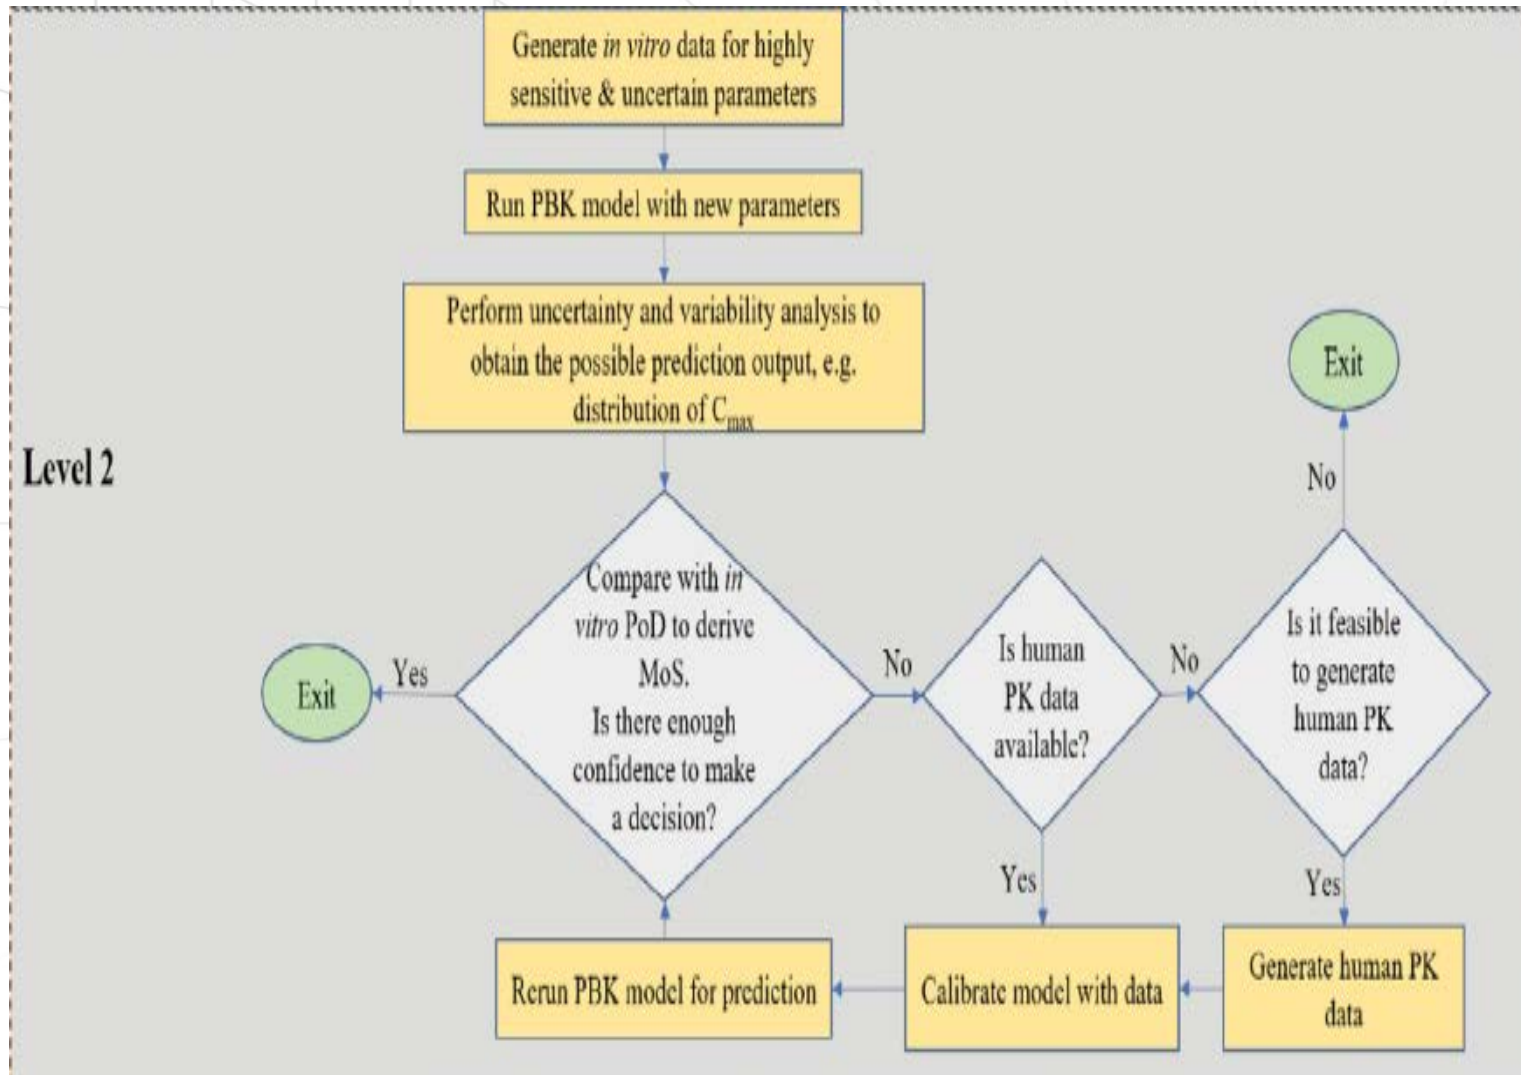 Generate in vitro data for highly
sensitive & uncertain parameters
Run PBK model with new parameters
Perform uncertainty and variability analysis to
obtain the possible prediction output, e.g.
distribution of Cmax
Level 2
Compare with in
vitro PoD to derive
MoS.
Is there enough
confidence to make
a decision?
Yes
Exit
No
Is human
PK data
available?
No
Is it feasible
to generate
human PK
data?
No
Exit
Yes
Yes
Generate human PK
data
Calibrate model with data
Rerun PBK model for prediction